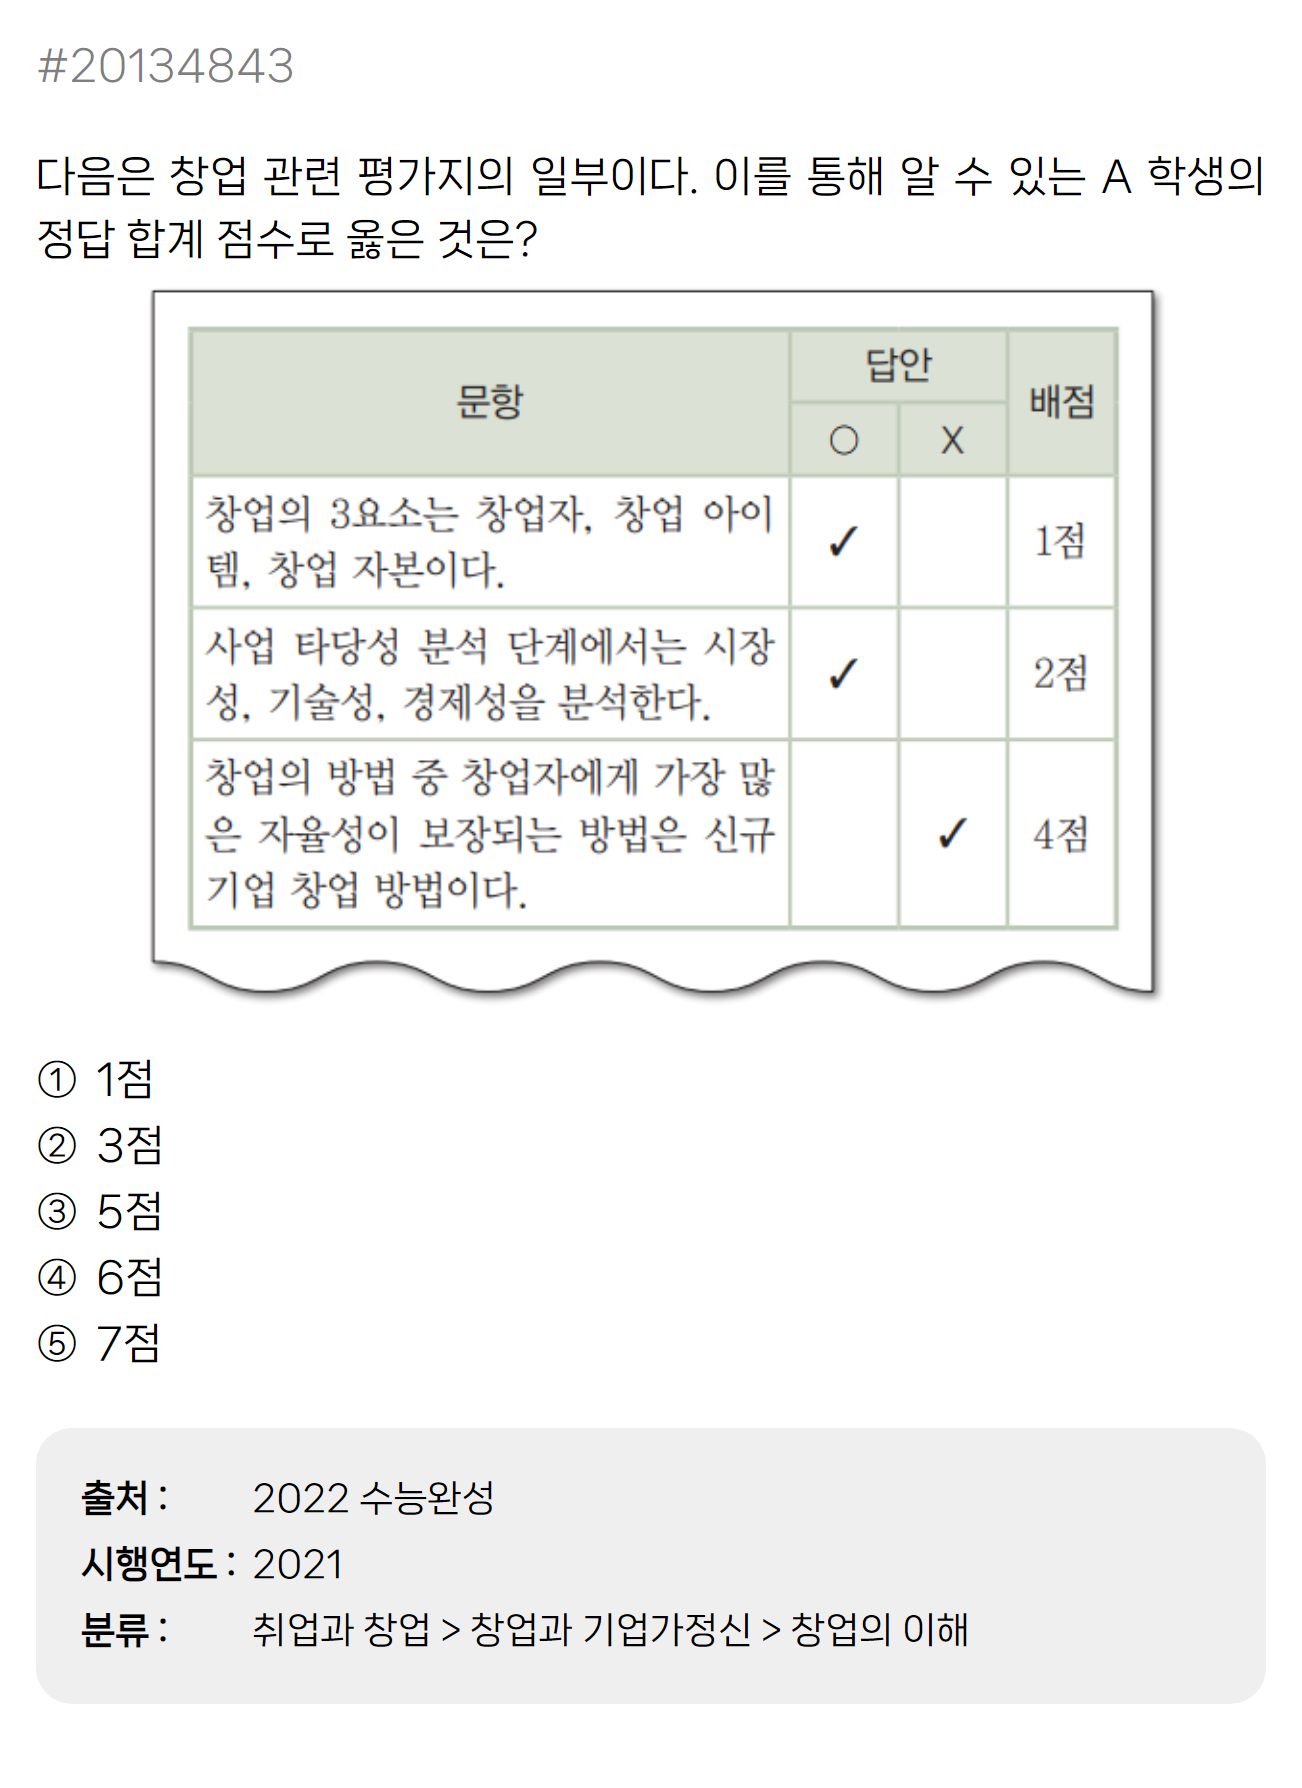 #20134843
다음은 창업 관련 평가지의 일부이다. 이를 통해 알 수 있는 A 학생의
정답 합계 점수로 옳은 것은?
문항
답안
배점
○
X
창업의 3요소는 창업자, 창업 아이
템, 창업 자본이다.
✓
1점
사업 타당성 분석 단계에서는 시장
성, 기술성, 경제성을 분석한다.
✓
2점
창업의 방법 중 창업자에게 가장 많
은 자율성이 보장되는 방법은 신규
기업 창업 방법이다.
✓
4점
① 1점
② 3점
③ 5점
④ 6점
⑤ 7점
출처 : 2022 수능완성
시행연도 : 2021
분류 : 취업과 창업 > 창업과 기업가정신 > 창업의 이해